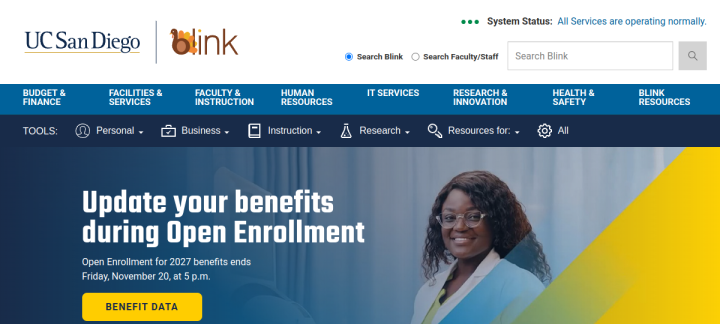 UC San Diego
blink
System Status: All Services are operating normally.
Search Blink
Search Faculty/Staff
Search Blink
BUDGET & FINANCE
FACILITIES & SERVICES
FACULTY & INSTRUCTION
HUMAN RESOURCES
IT SERVICES
RESEARCH & INNOVATION
HEALTH & SAFETY
BLINK RESOURCES
TOOLS: Personal Business Instruction Research Resources for: All
Update your benefits
during Open Enrollment
Open Enrollment for 2027 benefits ends
Friday, November 20, at 5 p.m.
BENEFIT DATA